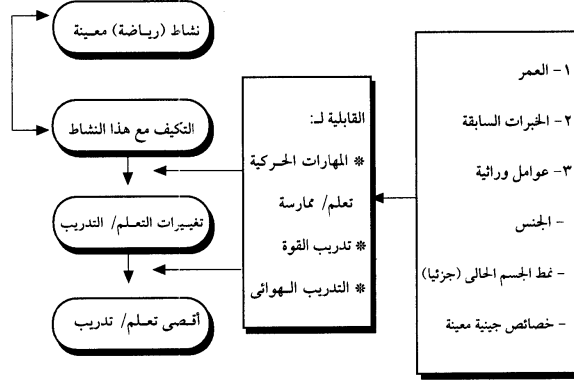 ١- العمر
٢- الخبرات السابقة
٣- عوامل وراثية
- الجنس
- نمط الجسم الحالى (جزئيا)
- خصائص جينية معينة
القابلية لـ:
* المهارات الحركية
تعلم/ ممارسة
* تدريب القوة
* التدريب الهوائى
نشاط (رياضة) معينة
التكيف مع هذا النشاط
تغييرات التعلم/ التدريب
أقصى تعلم/ تدريب